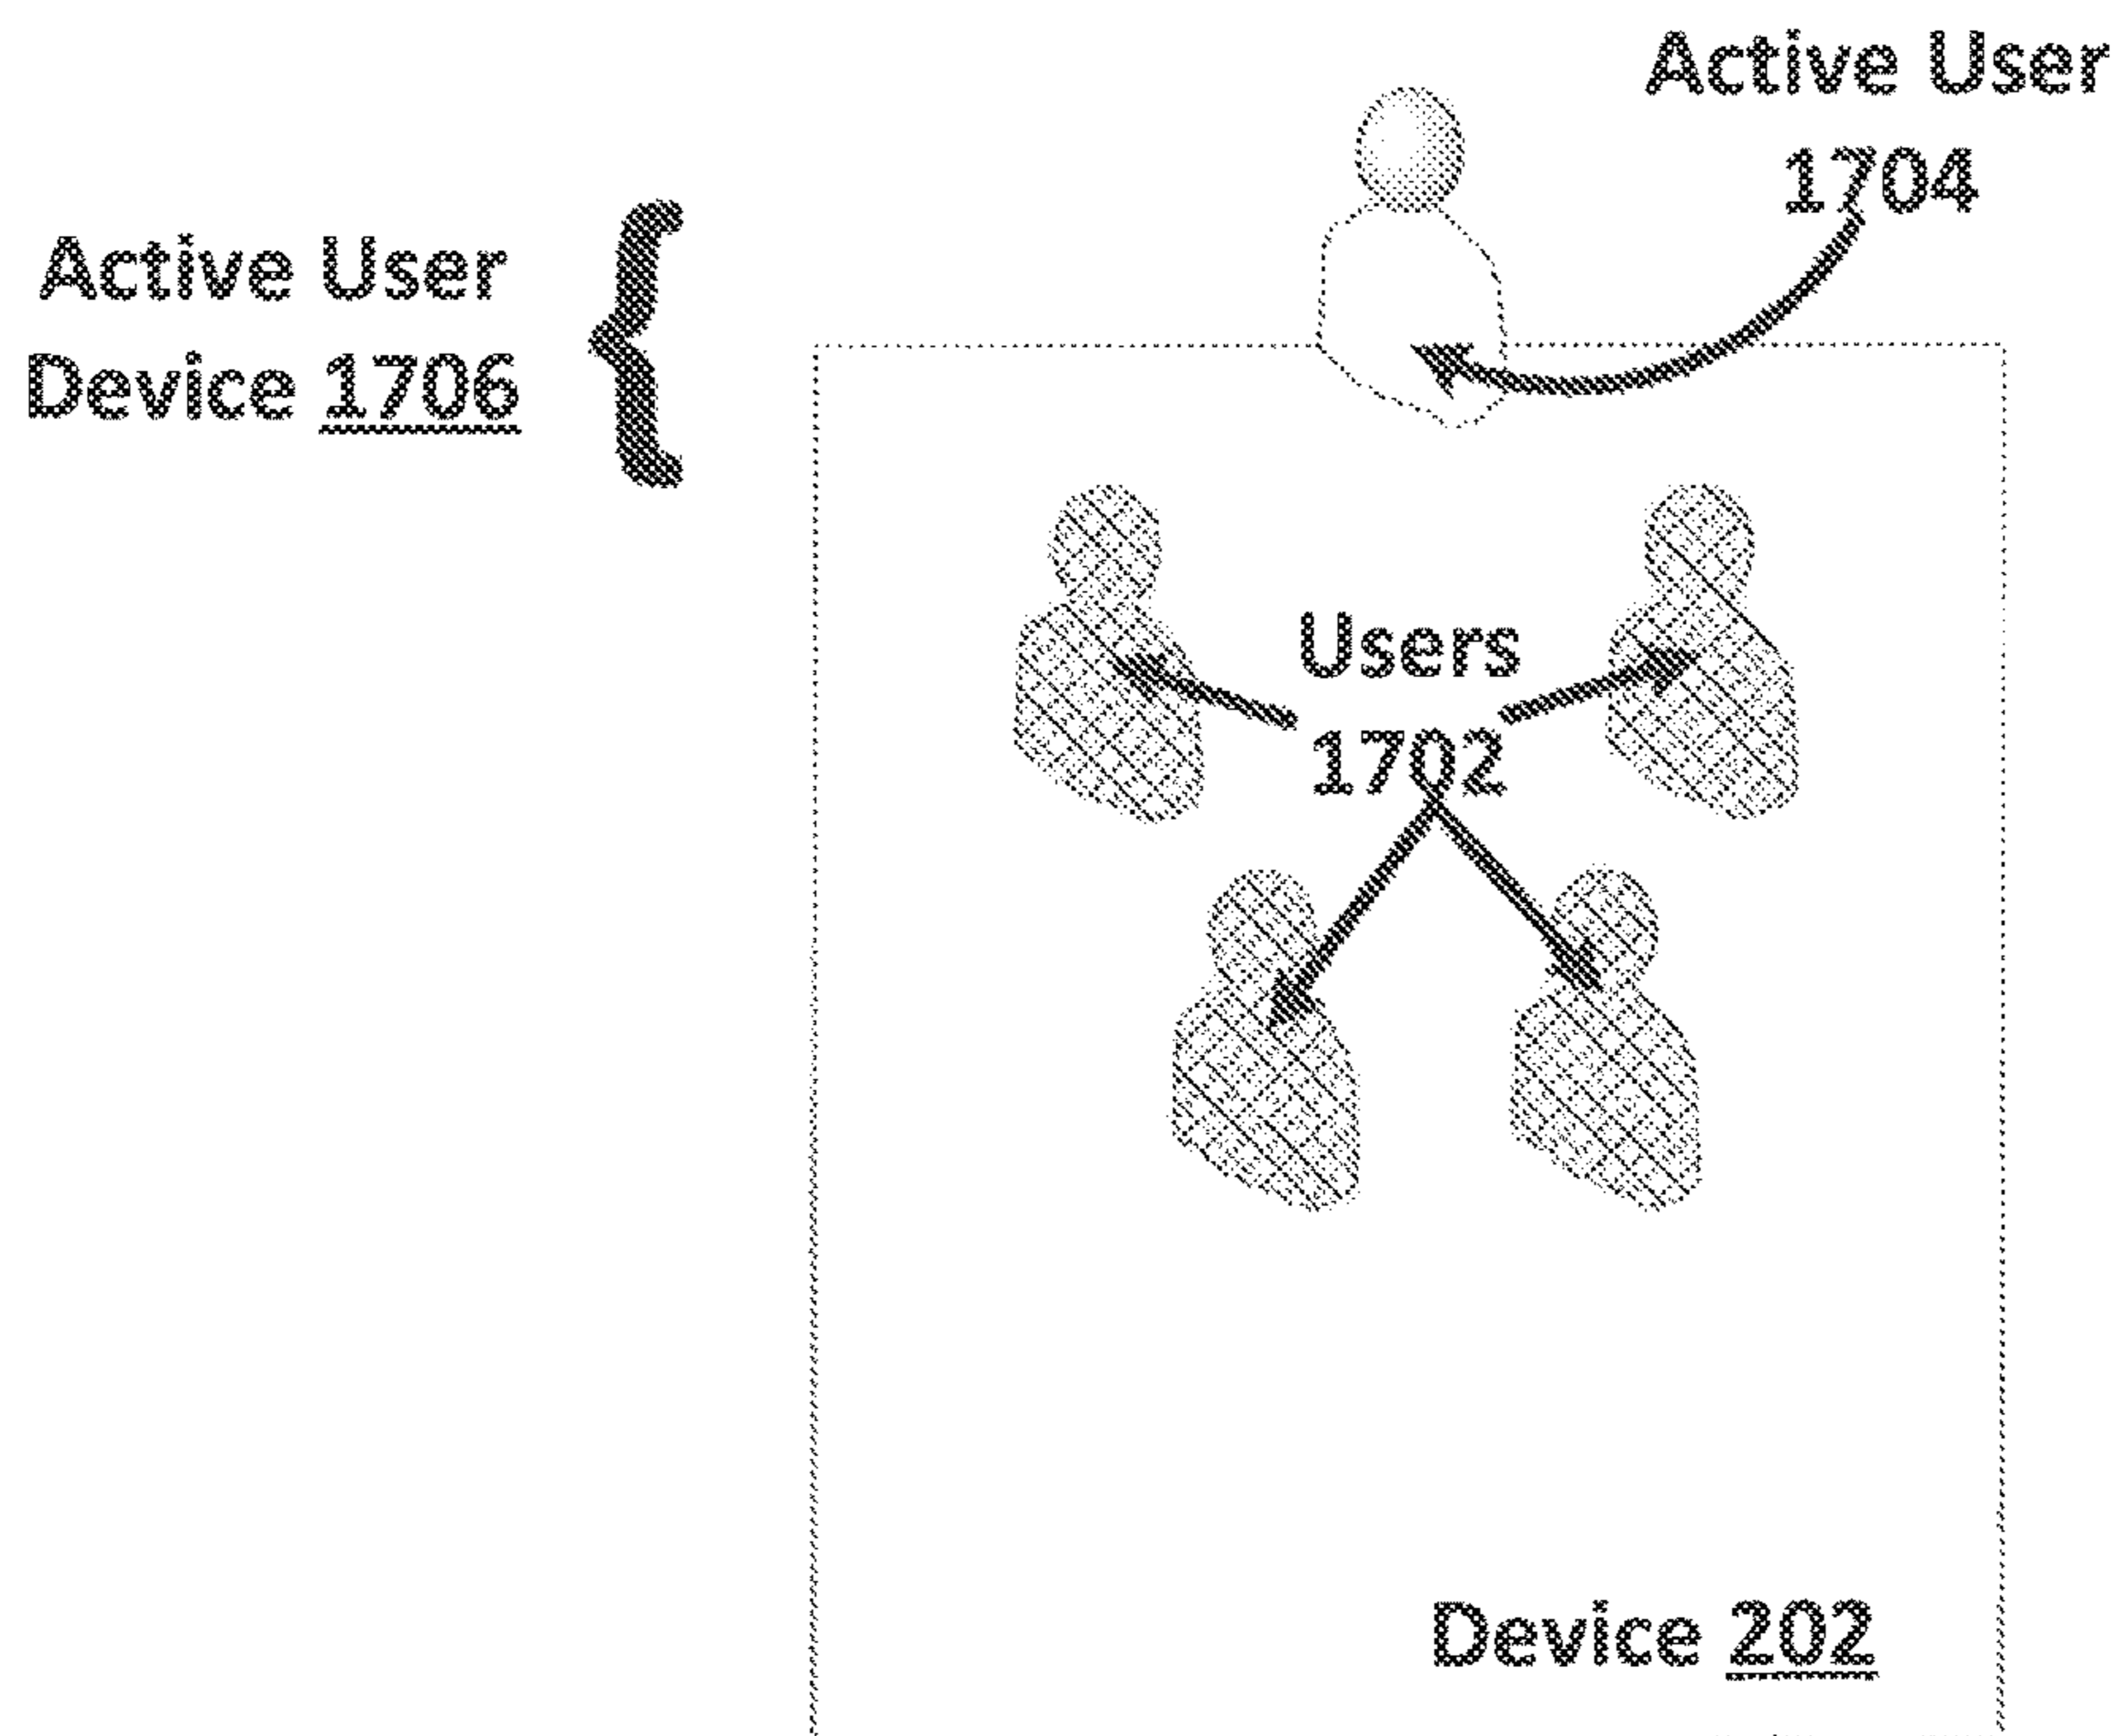 Active User
1704
Active User
Device 1706
Users
1702
Device 202